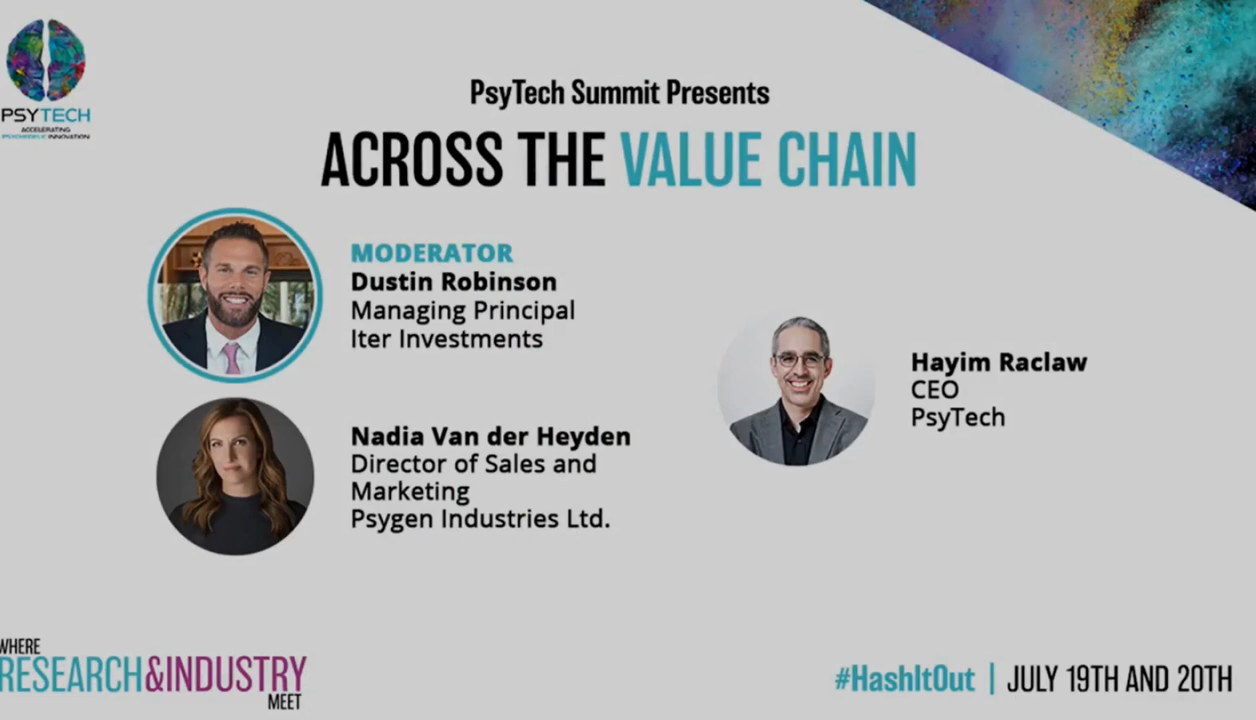 PSYTECH
ACCELERATING
PSYCHEDELIC INNOVATION
PsyTech Summit Presents
ACROSS THE VALUE CHAIN
MODERATOR
Dustin Robinson
Managing Principal
Iter Investments
Nadia Van der Heyden
Director of Sales and
Marketing
Psygen Industries Ltd.
Hayim Raclaw
CEO
PsyTech
WHERE
RESEARCH&INDUSTRY
MEET
#HashItOut | JULY 19TH AND 20TH